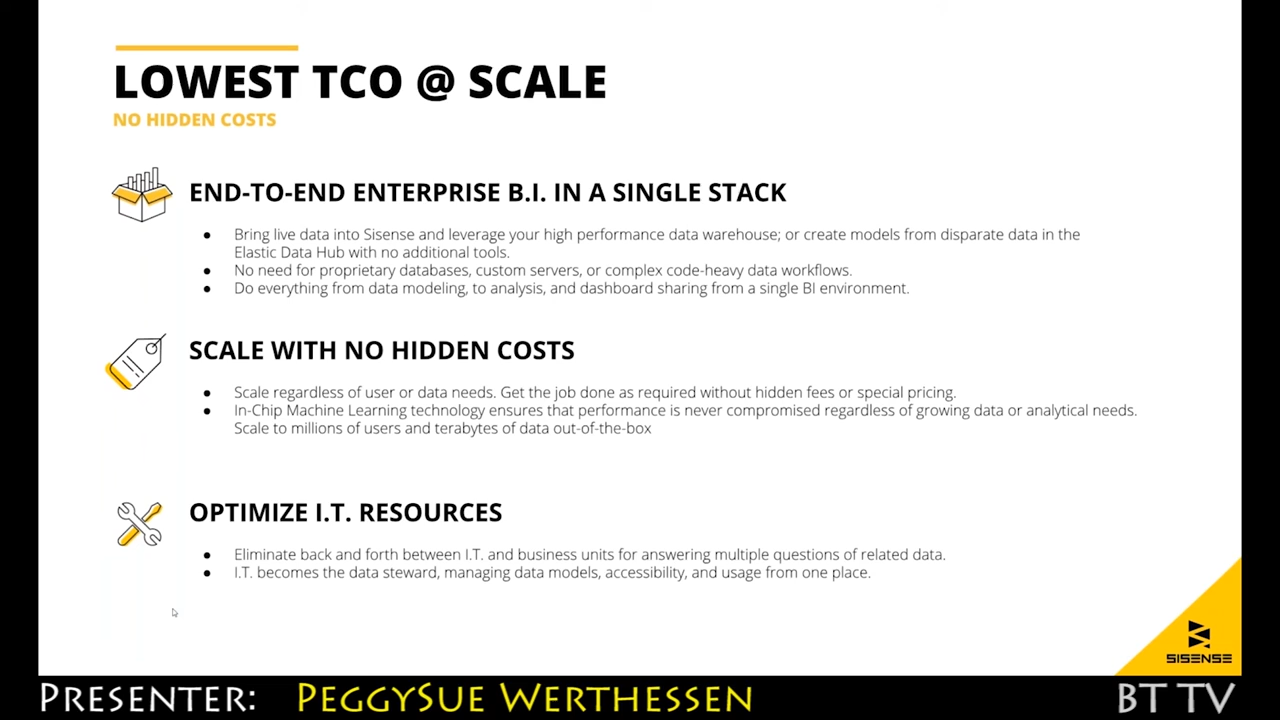 LOWEST TCO @ SCALE
NO HIDDEN COSTS
END-TO-END ENTERPRISE B.I. IN A SINGLE STACK
● Bring live data into Sisense and leverage your high performance data warehouse; or create models from disparate data in the
Elastic Data Hub with no additional tools.
● No need for proprietary databases, custom servers, or complex code-heavy data workflows.
● Do everything from data modeling, to analysis, and dashboard sharing from a single BI environment.
SCALE WITH NO HIDDEN COSTS
● Scale regardless of user or data needs. Get the job done as required without hidden fees or special pricing.
● In-Chip Machine Learning technology ensures that performance is never compromised regardless of growing data or analytical needs.
Scale to millions of users and terabytes of data out-of-the-box
OPTIMIZE I.T. RESOURCES
● Eliminate back and forth between I.T. and business units for answering multiple questions of related data.
● I.T. becomes the data steward, managing data models, accessibility, and usage from one place.
SISENSE
PRESENTER: PEGGYSUE WERTHESSEN
BT TV